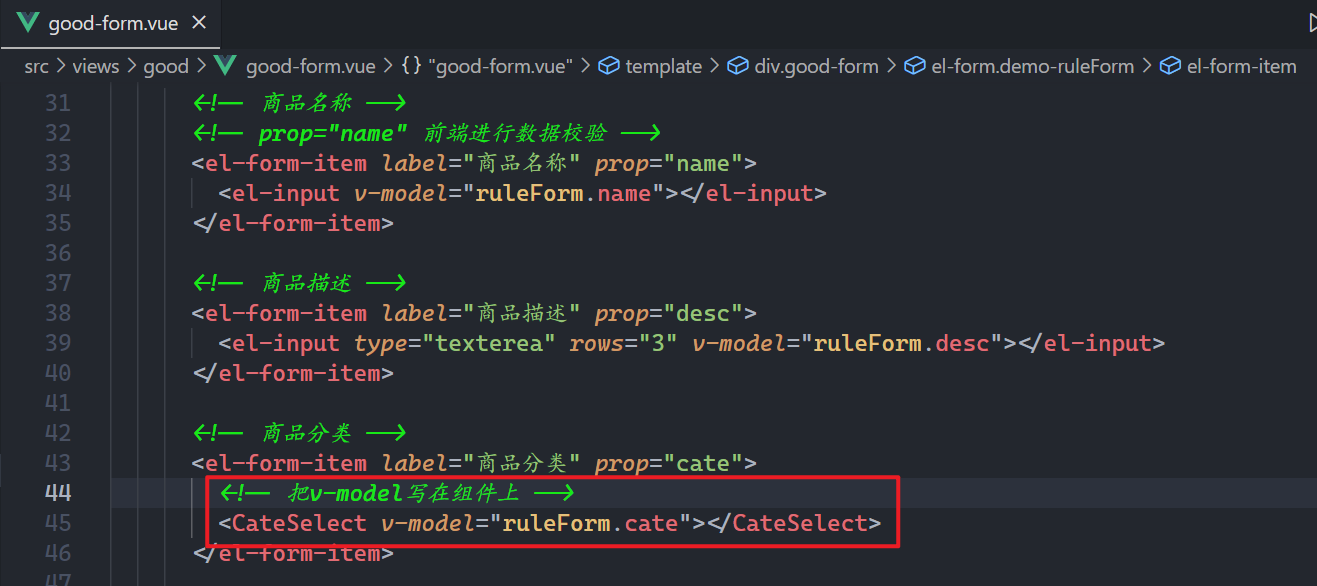 good-form.vue ×
src > views > good > good-form.vue > {} "good-form.vue" > template > div.good-form > el-form.demo-ruleForm > el-form-item
31 <!-- 商品名称 -->
32 <!-- prop="name" 前端进行数据校验 -->
33 <el-form-item label="商品名称" prop="name">
34 <el-input v-model="ruleForm.name"></el-input>
35 </el-form-item>
36
37 <!-- 商品描述 -->
38 <el-form-item label="商品描述" prop="desc">
39 <el-input type="texterea" rows="3" v-model="ruleForm.desc"></el-input>
40 </el-form-item>
41
42 <!-- 商品分类 -->
43 <el-form-item label="商品分类" prop="cate">
44 <!-- 把v-model写在组件上 -->
45 <CateSelect v-model="ruleForm.cate"></CateSelect>
46 </el-form-item>
47